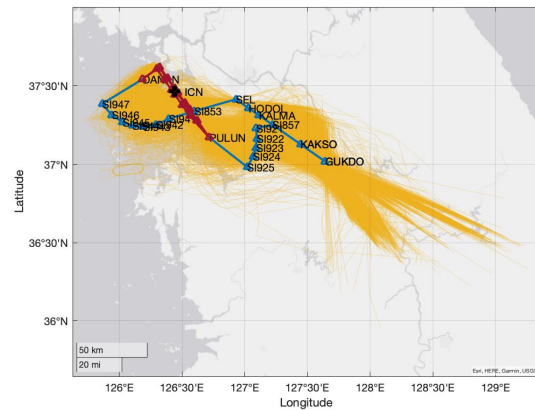 37°30'N
37°N
36°30'N
36°N
Latitude
ICN
SI947
SI946
SI945
SI853
SEL
HODOL
KALMA
SI857
PULUN
SI921
SI922
SI923
SI924
SI925
KAKSO
GUKDO
50 km
20 mi
Esri, HERE, Garmin, USGS
126°E
126°30'E
127°E
127°30'E
128°E
128°30'E
129°E
Longitude